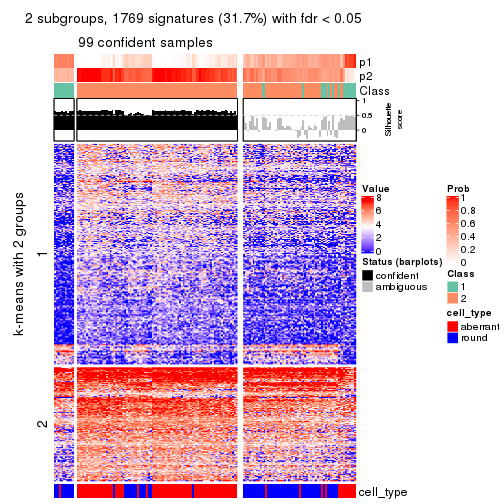 2 subgroups, 1769 signatures (31.7%) with fdr < 0.05
99 confident samples
p1
p2
Class
1
0.5
0
Silhouette
score
k-means with 2 groups
1
2
Value
8
6
4
2
0
Status (barplots)
confident
ambiguous
Prob
1
0.8
0.6
0.4
0.2
0
Class
1
2
cell_type
aberrant
round
cell_type